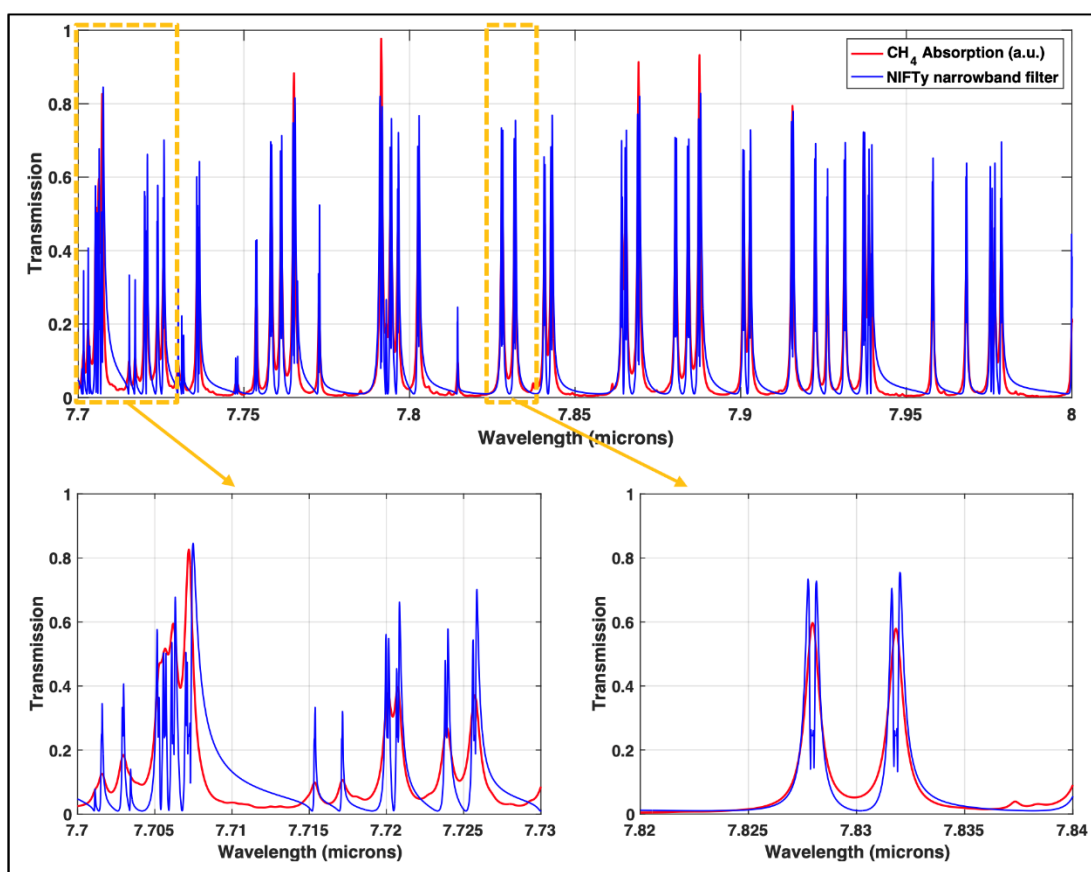 1
0.8
0.6
0.4
0.2
0
Transmission
CH4 Absorption (a.u.)
NIFTy narrowband filter
7.7 7.75 7.8 7.85 7.9 7.95 8
Wavelength (microns)
1
0.8
0.6
0.4
0.2
0
Transmission
7.7 7.705 7.71 7.715 7.72 7.725 7.73
Wavelength (microns)
1
0.8
0.6
0.4
0.2
0
Transmission
7.82 7.825 7.83 7.835 7.84
Wavelength (microns)